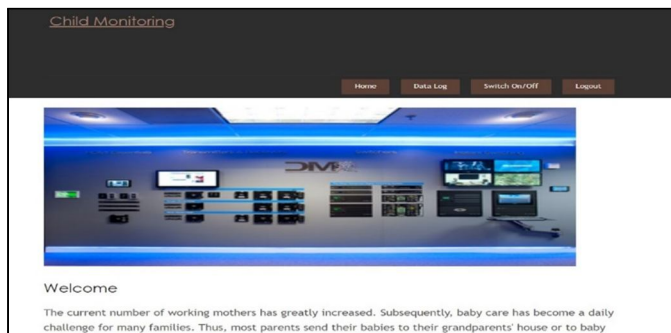 Child Monitoring
Home Data Log Switch On/Off Logout
Welcome
The current number of working mothers has greatly increased. Subsequently, baby care has become a daily
challenge for many families. Thus, most parents send their babies to their grandparents' house or to baby